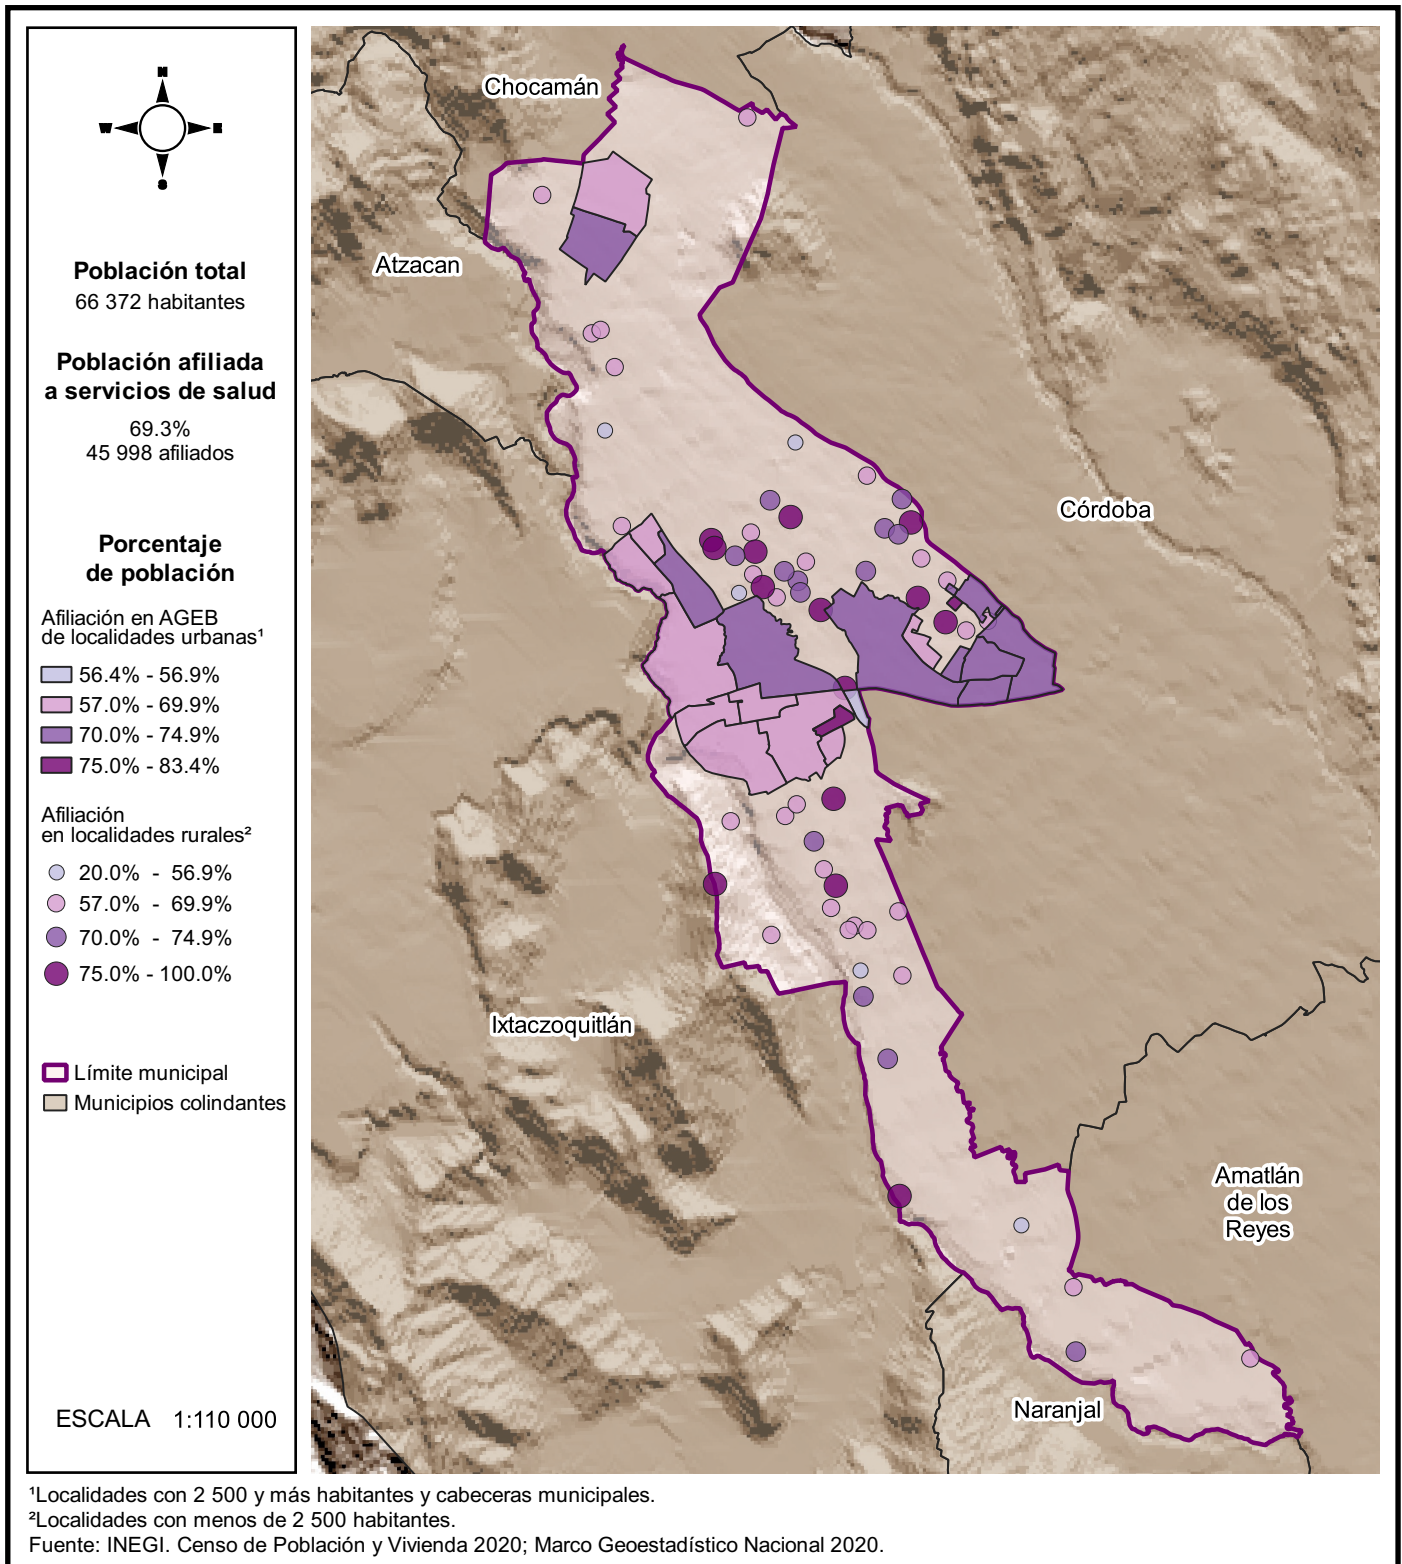 N
W E
S
Población total
66 372 habitantes
Población afiliada
a servicios de salud
69.3%
45 998 afiliados
Porcentaje
de población
Afiliación en AGEB
de localidades urbanas¹
56.4% - 56.9%
57.0% - 69.9%
70.0% - 74.9%
75.0% - 83.4%
Afiliación
en localidades rurales²
20.0% - 56.9%
57.0% - 69.9%
70.0% - 74.9%
75.0% - 100.0%
Límite municipal
Municipios colindantes
ESCALA 1:110 000
Chocamán
Atzacan
Córdoba
Ixtaczoquitlán
Amatlán
de los
Reyes
Naranjal
¹Localidades con 2 500 y más habitantes y cabeceras municipales.
²Localidades con menos de 2 500 habitantes.
Fuente: INEGI. Censo de Población y Vivienda 2020; Marco Geoestadístico Nacional 2020.